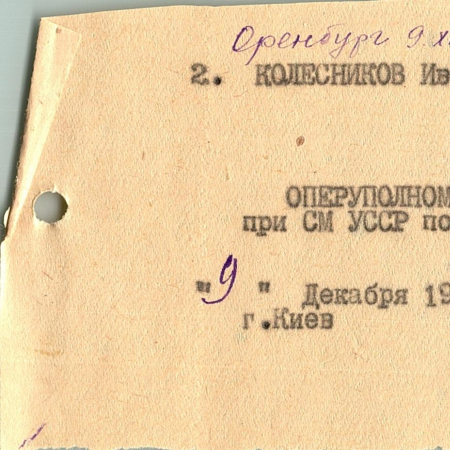 Оренбург 9.X
2. КОЛЕСНИКОВ Ив
ОПЕРУПОЛНОМ
при СМ УССР по
"9" Декабря 19
г.Киев